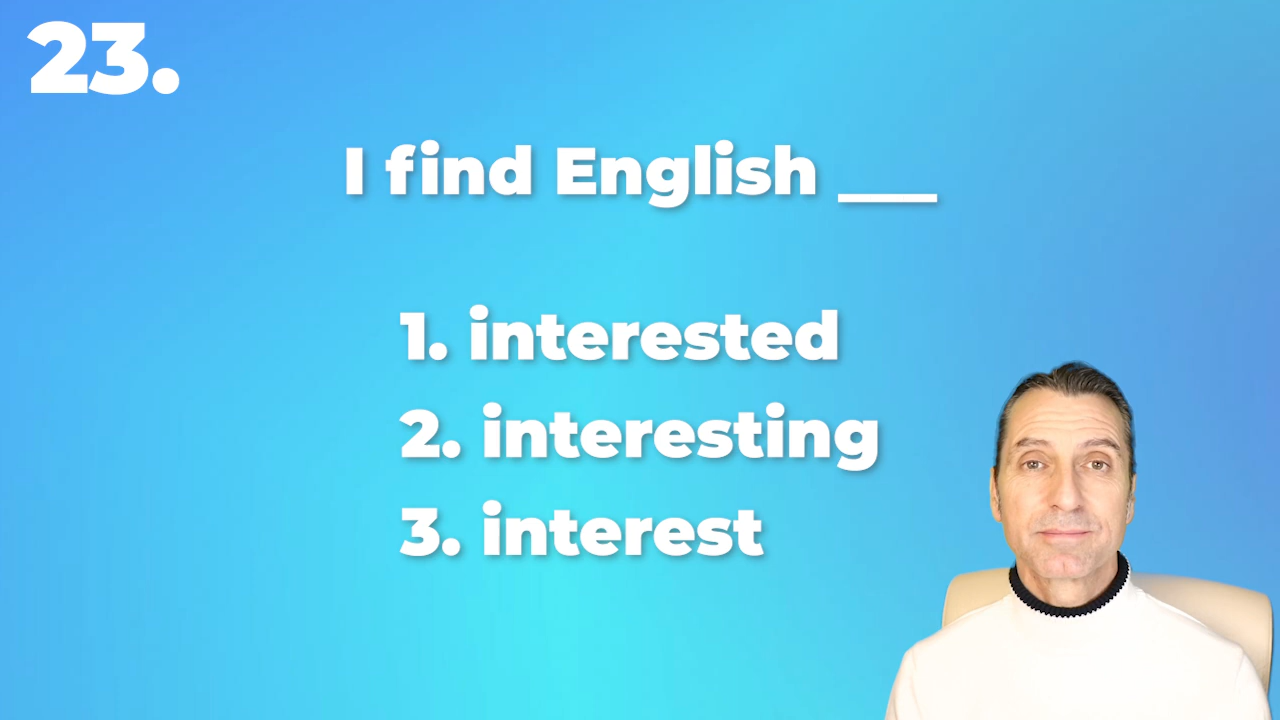 23.
I find English ___
1. interested
2. interesting
3. interest